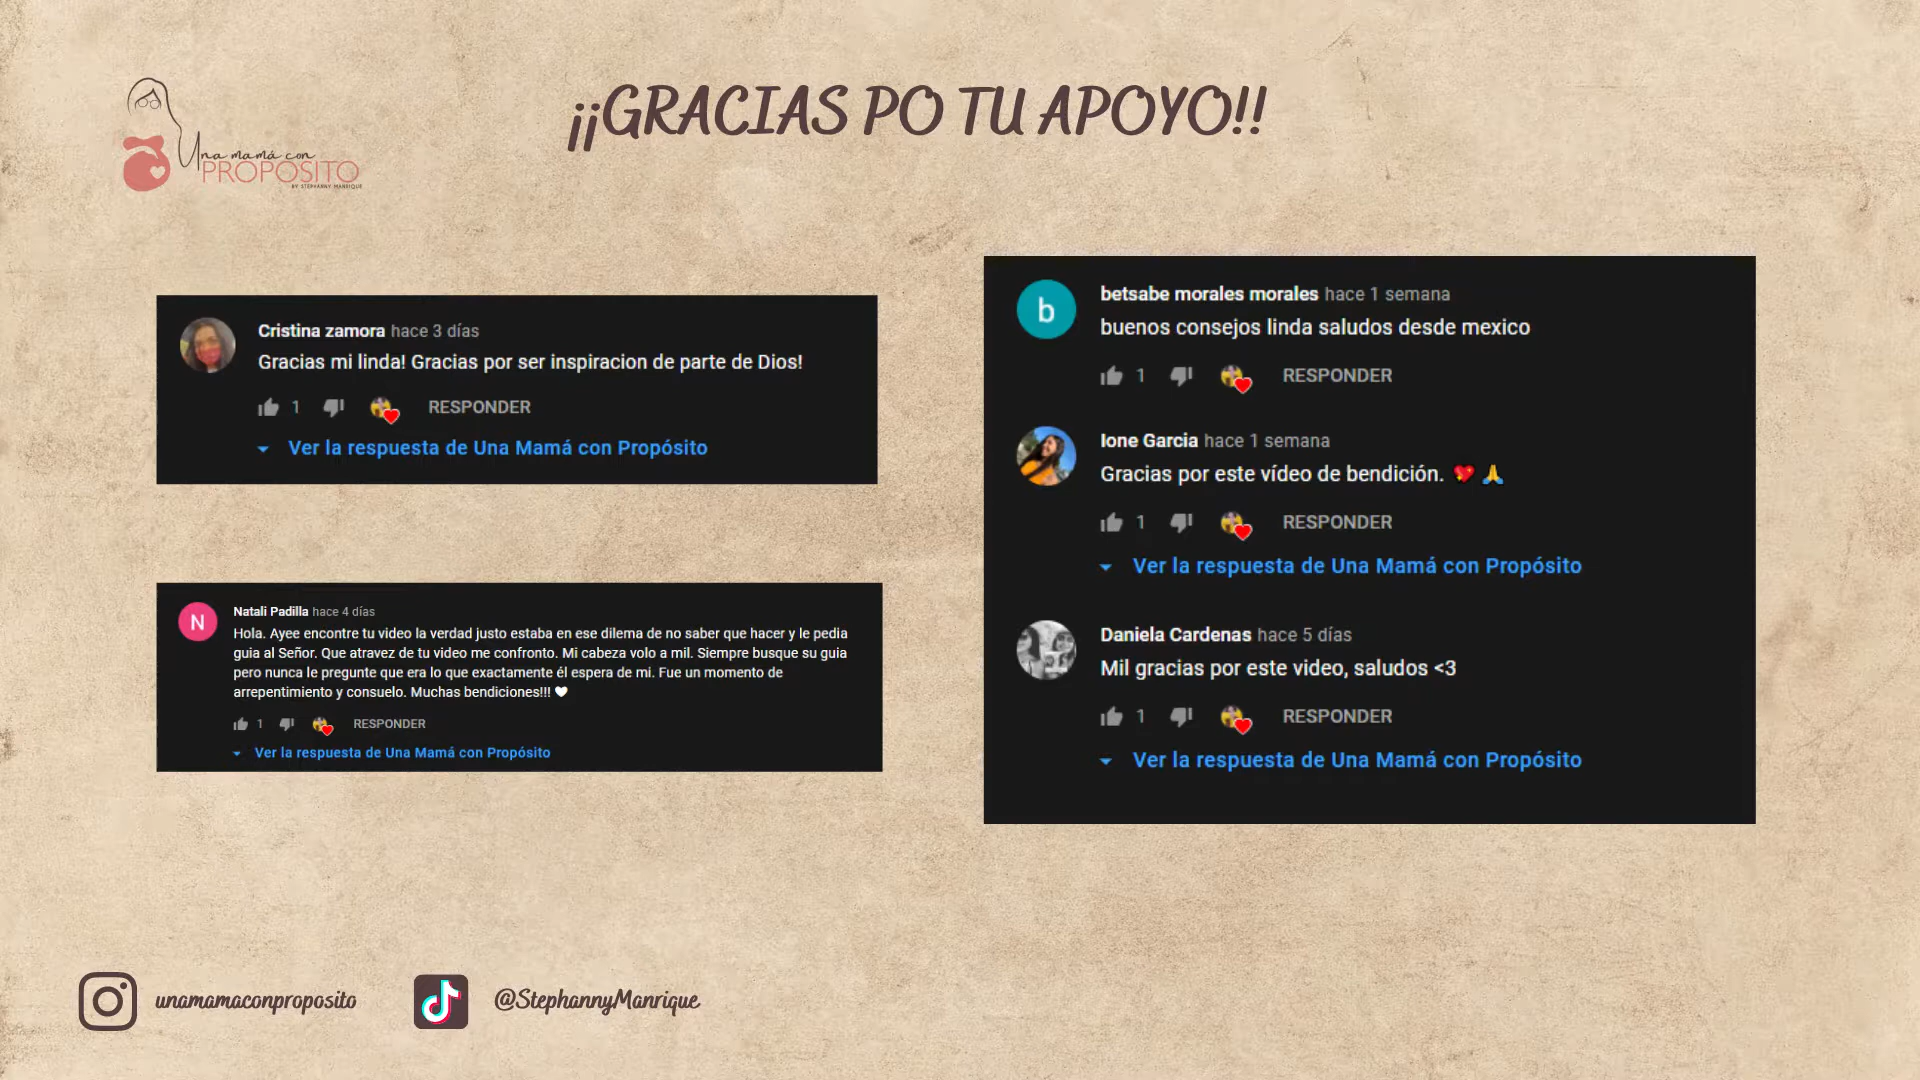 ¡¡GRACIAS PO TU APOYO!!
Una mamá con
PROPOSITO
BY STEPHANNY MANRIQUE
Cristina zamora hace 3 días
Gracias mi linda! Gracias por ser inspiracion de parte de Dios!
1 RESPONDER
Ver la respuesta de Una Mamá con Propósito
N
Natali Padilla hace 4 días
Hola. Ayee encontre tu video la verdad justo estaba en ese dilema de no saber que hacer y le pedia
guia al Señor. Que atravez de tu video me confronto. Mi cabeza volo a mil. Siempre busque su guia
pero nunca le pregunte que era lo que exactamente él espera de mi. Fue un momento de
arrepentimiento y consuelo. Muchas bendiciones!!! 🤍
1 RESPONDER
Ver la respuesta de Una Mamá con Propósito
b
betsabe morales morales hace 1 semana
buenos consejos linda saludos desde mexico
1 RESPONDER
Ione Garcia hace 1 semana
Gracias por este vídeo de bendición. 💖 🙏
1 RESPONDER
Ver la respuesta de Una Mamá con Propósito
Daniela Cardenas hace 5 días
Mil gracias por este video, saludos <3
1 RESPONDER
Ver la respuesta de Una Mamá con Propósito
unamamaconproposito
@StephannyManrique